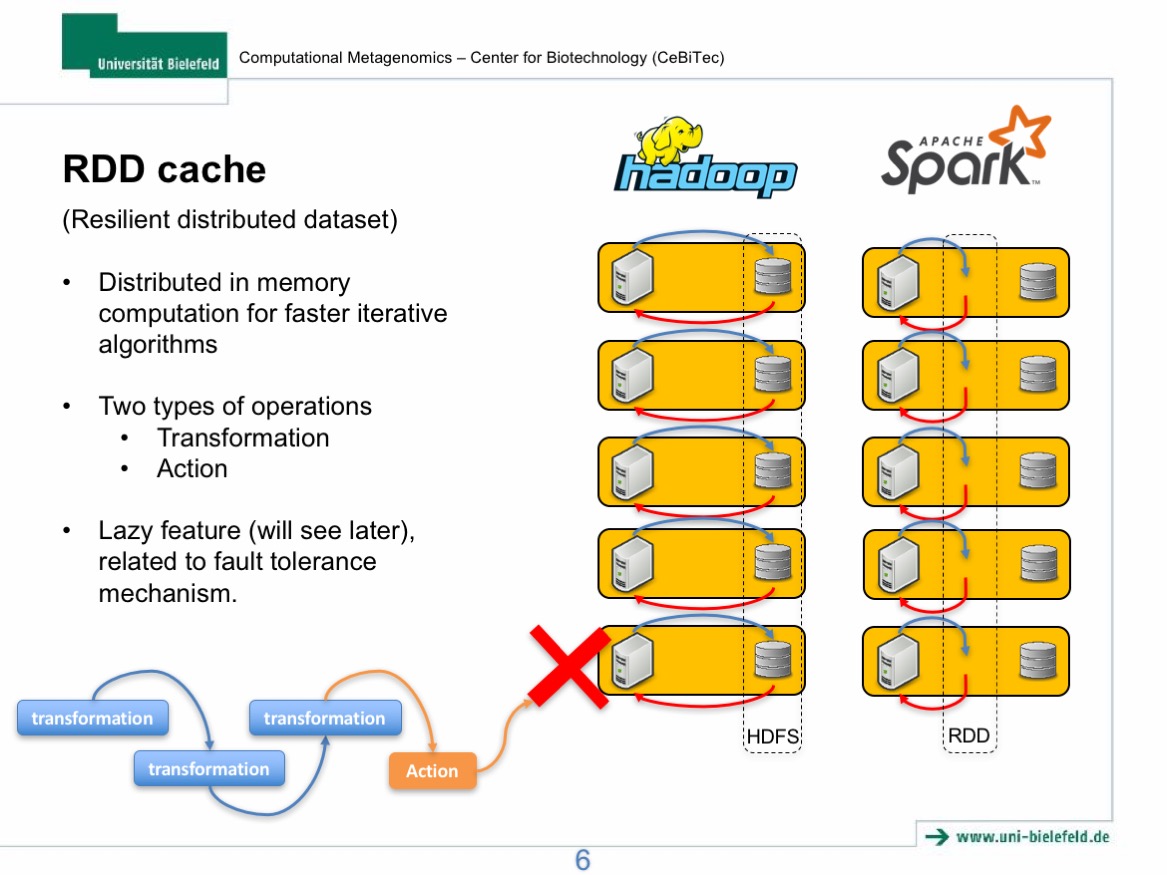 Universität Bielefeld
Computational Metagenomics – Center for Biotechnology (CeBiTec)
RDD cache
(Resilient distributed dataset)
• Distributed in memory
computation for faster iterative
algorithms
• Two types of operations
• Transformation
• Action
• Lazy feature (will see later),
related to fault tolerance
mechanism.
transformation
transformation
transformation
Action
hadoop
HDFS
APACHE
Spark™
RDD
www.uni-bielefeld.de
6